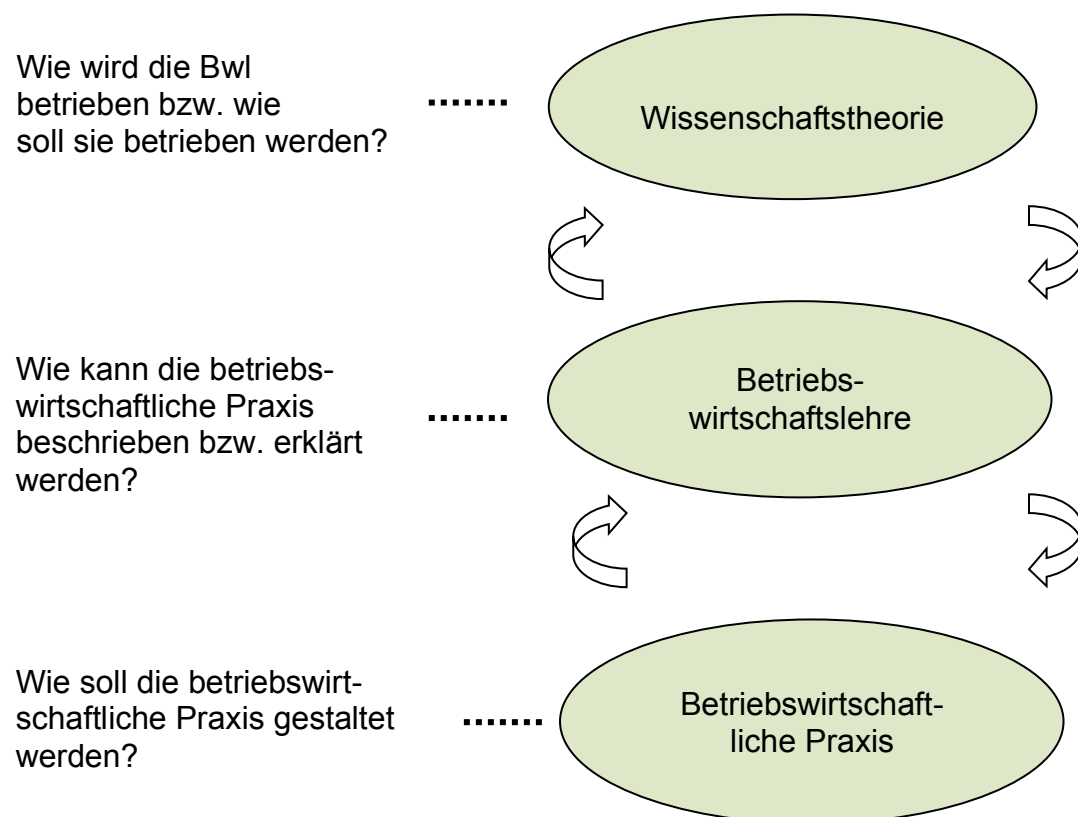 Wie wird die Bwl
betrieben bzw. wie
soll sie betrieben werden?
Wissenschaftstheorie
Wie kann die betriebs-
wirtschaftliche Praxis
beschrieben bzw. erklärt
werden?
Betriebs-
wirtschaftslehre
Wie soll die betriebswirt-
schaftliche Praxis gestaltet
werden?
Betriebswirtschaft-
liche Praxis